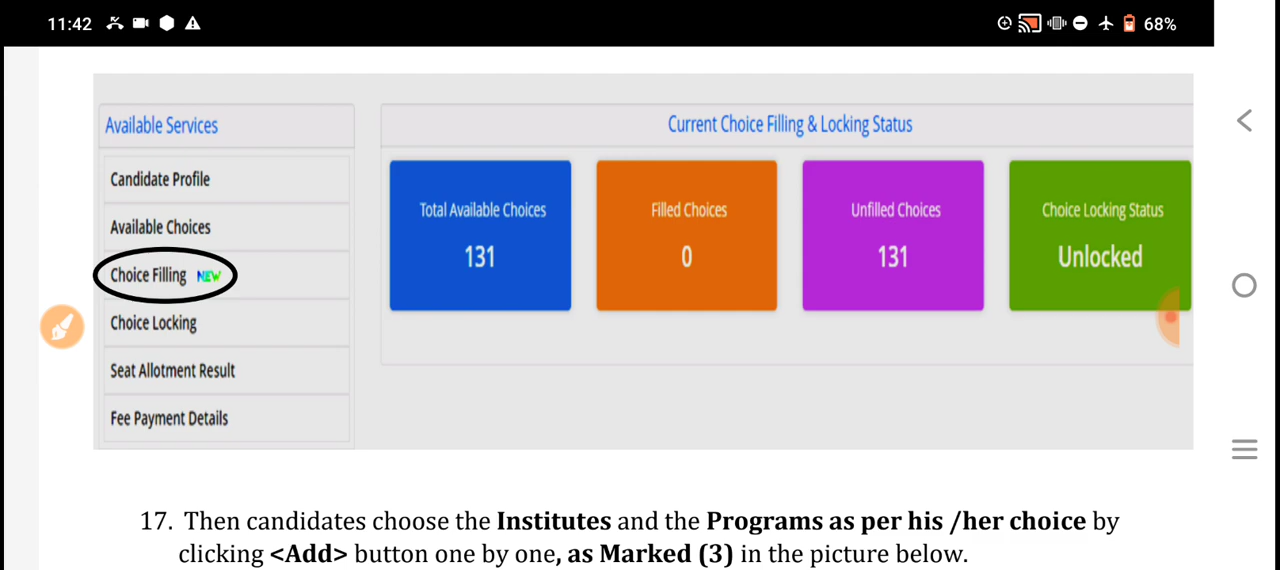 11:42
68%
Available Services
Current Choice Filling & Locking Status
Candidate Profile
Available Choices
Choice Filling NEW
Choice Locking
Seat Allotment Result
Fee Payment Details
Total Available Choices
131
Filled Choices
0
Unfilled Choices
131
Choice Locking Status
Unlocked
17. Then candidates choose the Institutes and the Programs as per his /her choice by
clicking <Add> button one by one, as Marked (3) in the picture below.